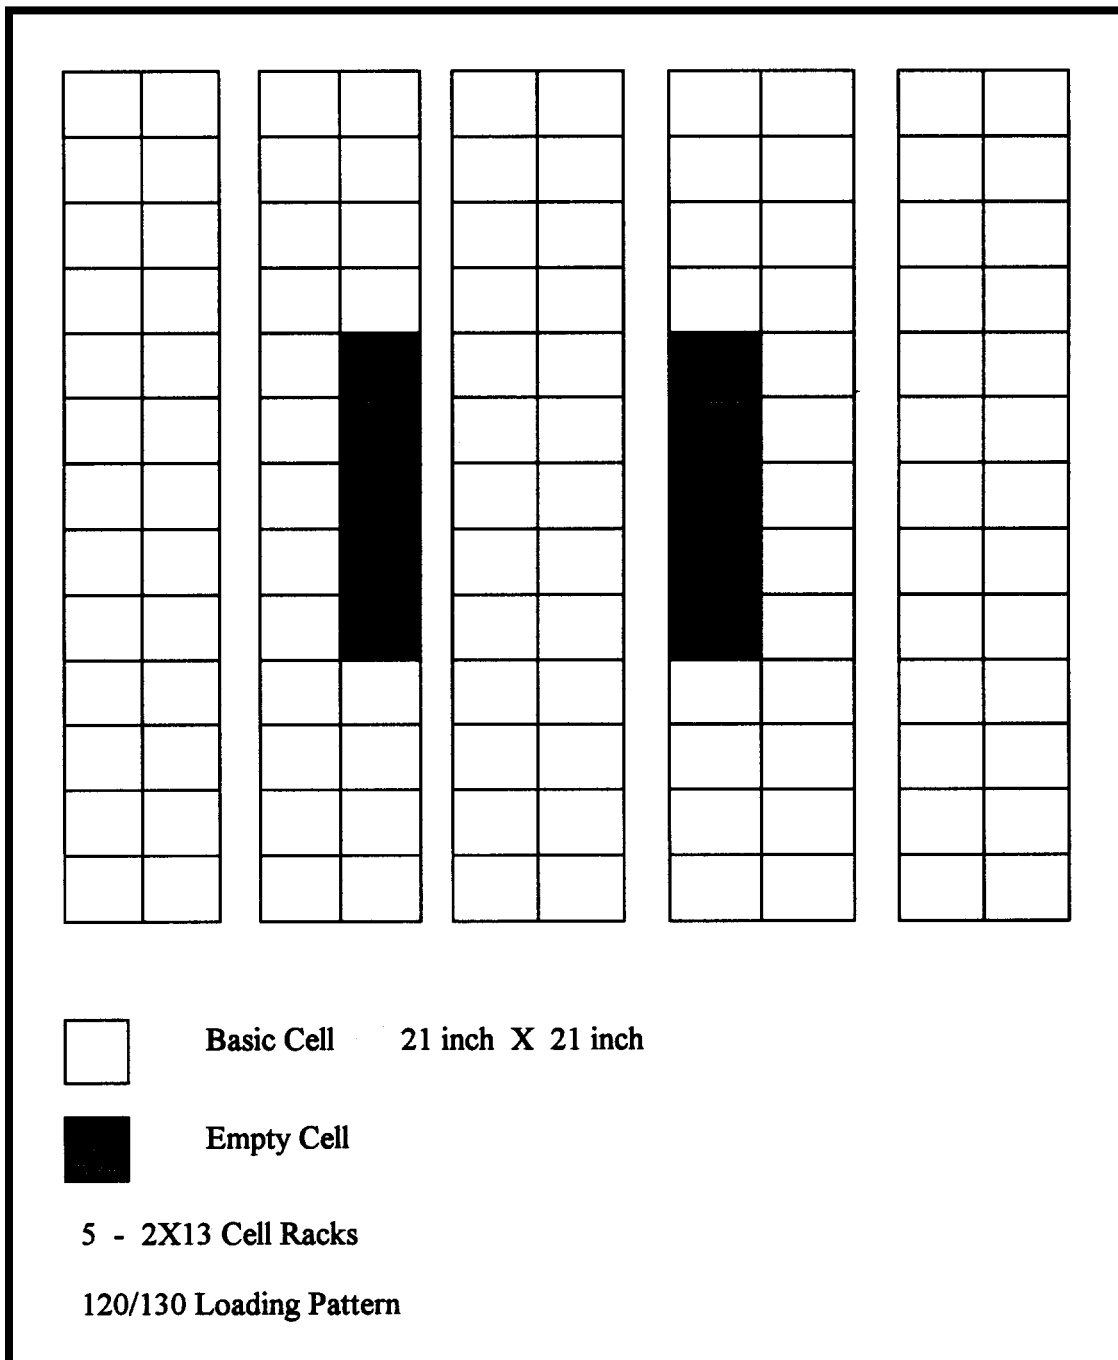 Basic Cell 21 inch X 21 inch
Empty Cell
5 - 2X13 Cell Racks
120/130 Loading Pattern